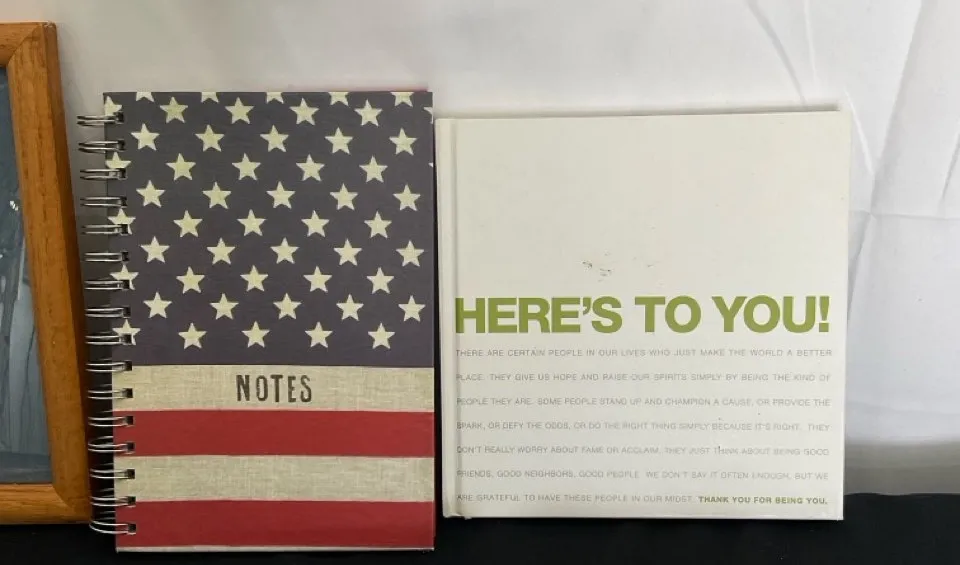 NOTES
HERE'S TO YOU!
THERE ARE CERTAIN PEOPLE IN OUR LIVES WHO JUST MAKE THE WORLD A BETTER
PLACE. THEY GIVE US HOPE AND RAISE OUR SPIRITS SIMPLY BY BEING THE KIND OF
PEOPLE THEY ARE. SOME PEOPLE STAND UP AND CHAMPION A CAUSE, OR PROVIDE THE
SPARK, OR DEFY THE ODDS, OR DO THE RIGHT THING SIMPLY BECAUSE IT'S RIGHT. THEY
DON'T REALLY WORRY ABOUT FAME OR ACCLAIM, THEY JUST THINK ABOUT BEING GOOD
FRIENDS, GOOD NEIGHBORS, GOOD PEOPLE. WE DON'T SAY IT OFTEN ENOUGH, BUT WE
ARE GRATEFUL TO HAVE THESE PEOPLE IN OUR MIDST. THANK YOU FOR BEING YOU.